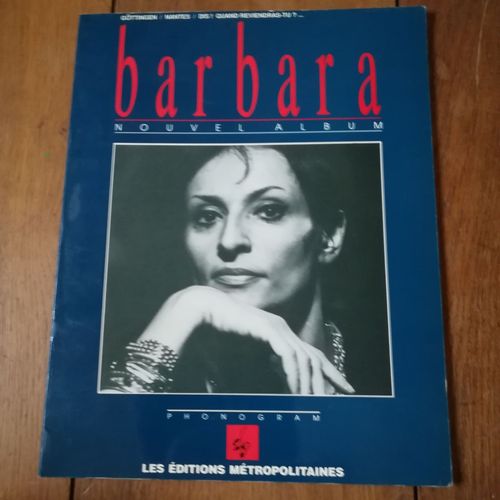 GÖTTINGEN // NANTES // DIS! QUAND REVIENDRAS-TU ? ...
barbara
NOUVEL ALBUM
PHONOGRAM
LES ÉDITIONS MÉTROPOLITAINES